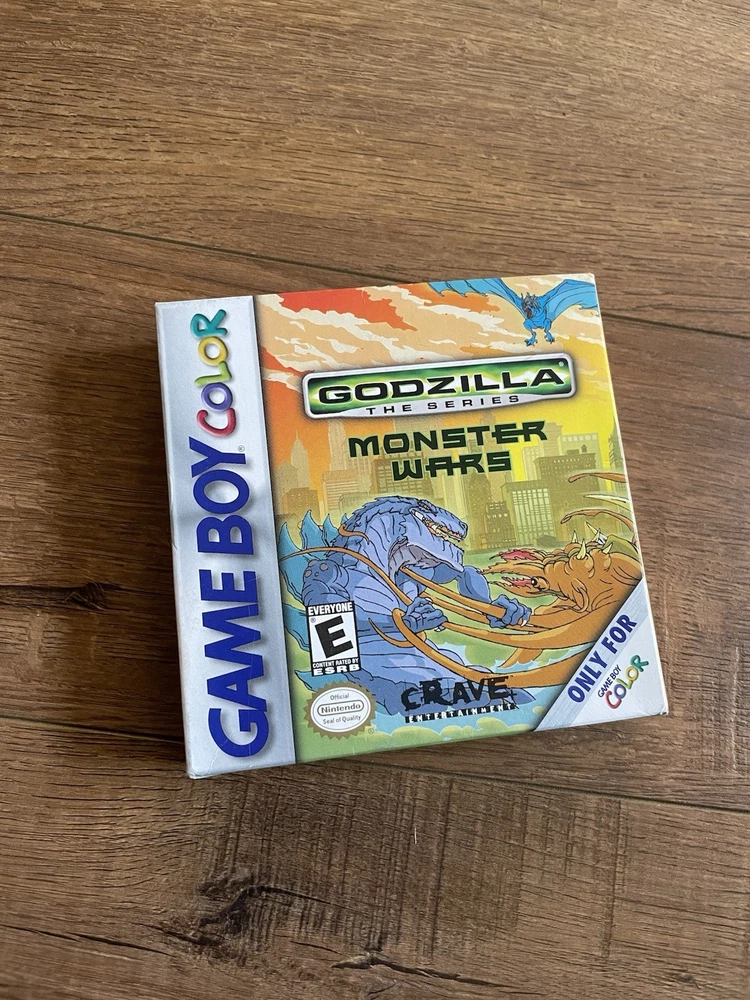 GAME BOY COLOR
GODZILLA®
THE SERIES
MONSTER
WARS
EVERYONE
E
CONTENT RATED BY
ESRB
Official
Nintendo
Seal of Quality
CRAVE
ENTERTAINMENT
ONLY FOR
GAME BOY
COLOR